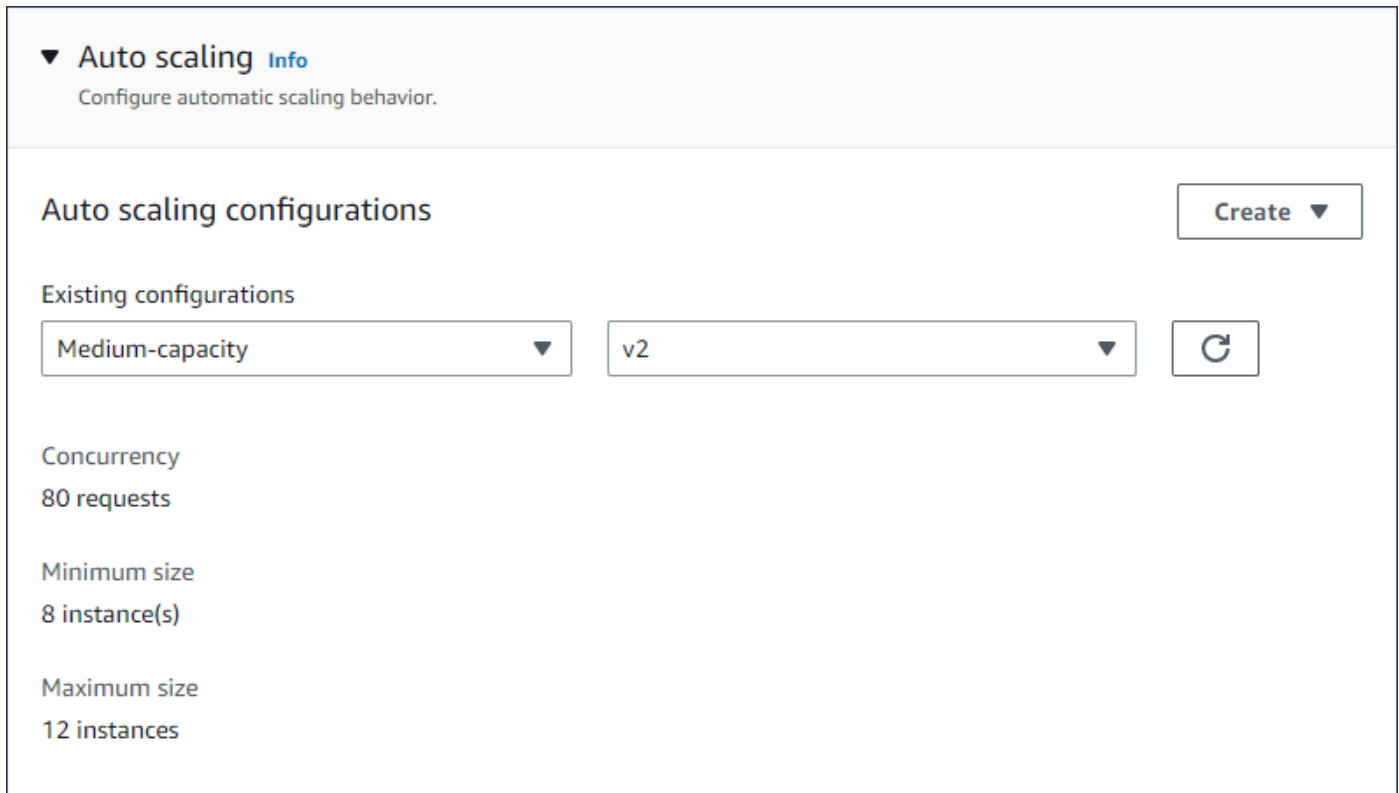 Auto scaling Info
Configure automatic scaling behavior.
Auto scaling configurations
Create
Existing configurations
Medium-capacity
v2
Concurrency
80 requests
Minimum size
8 instance(s)
Maximum size
12 instances